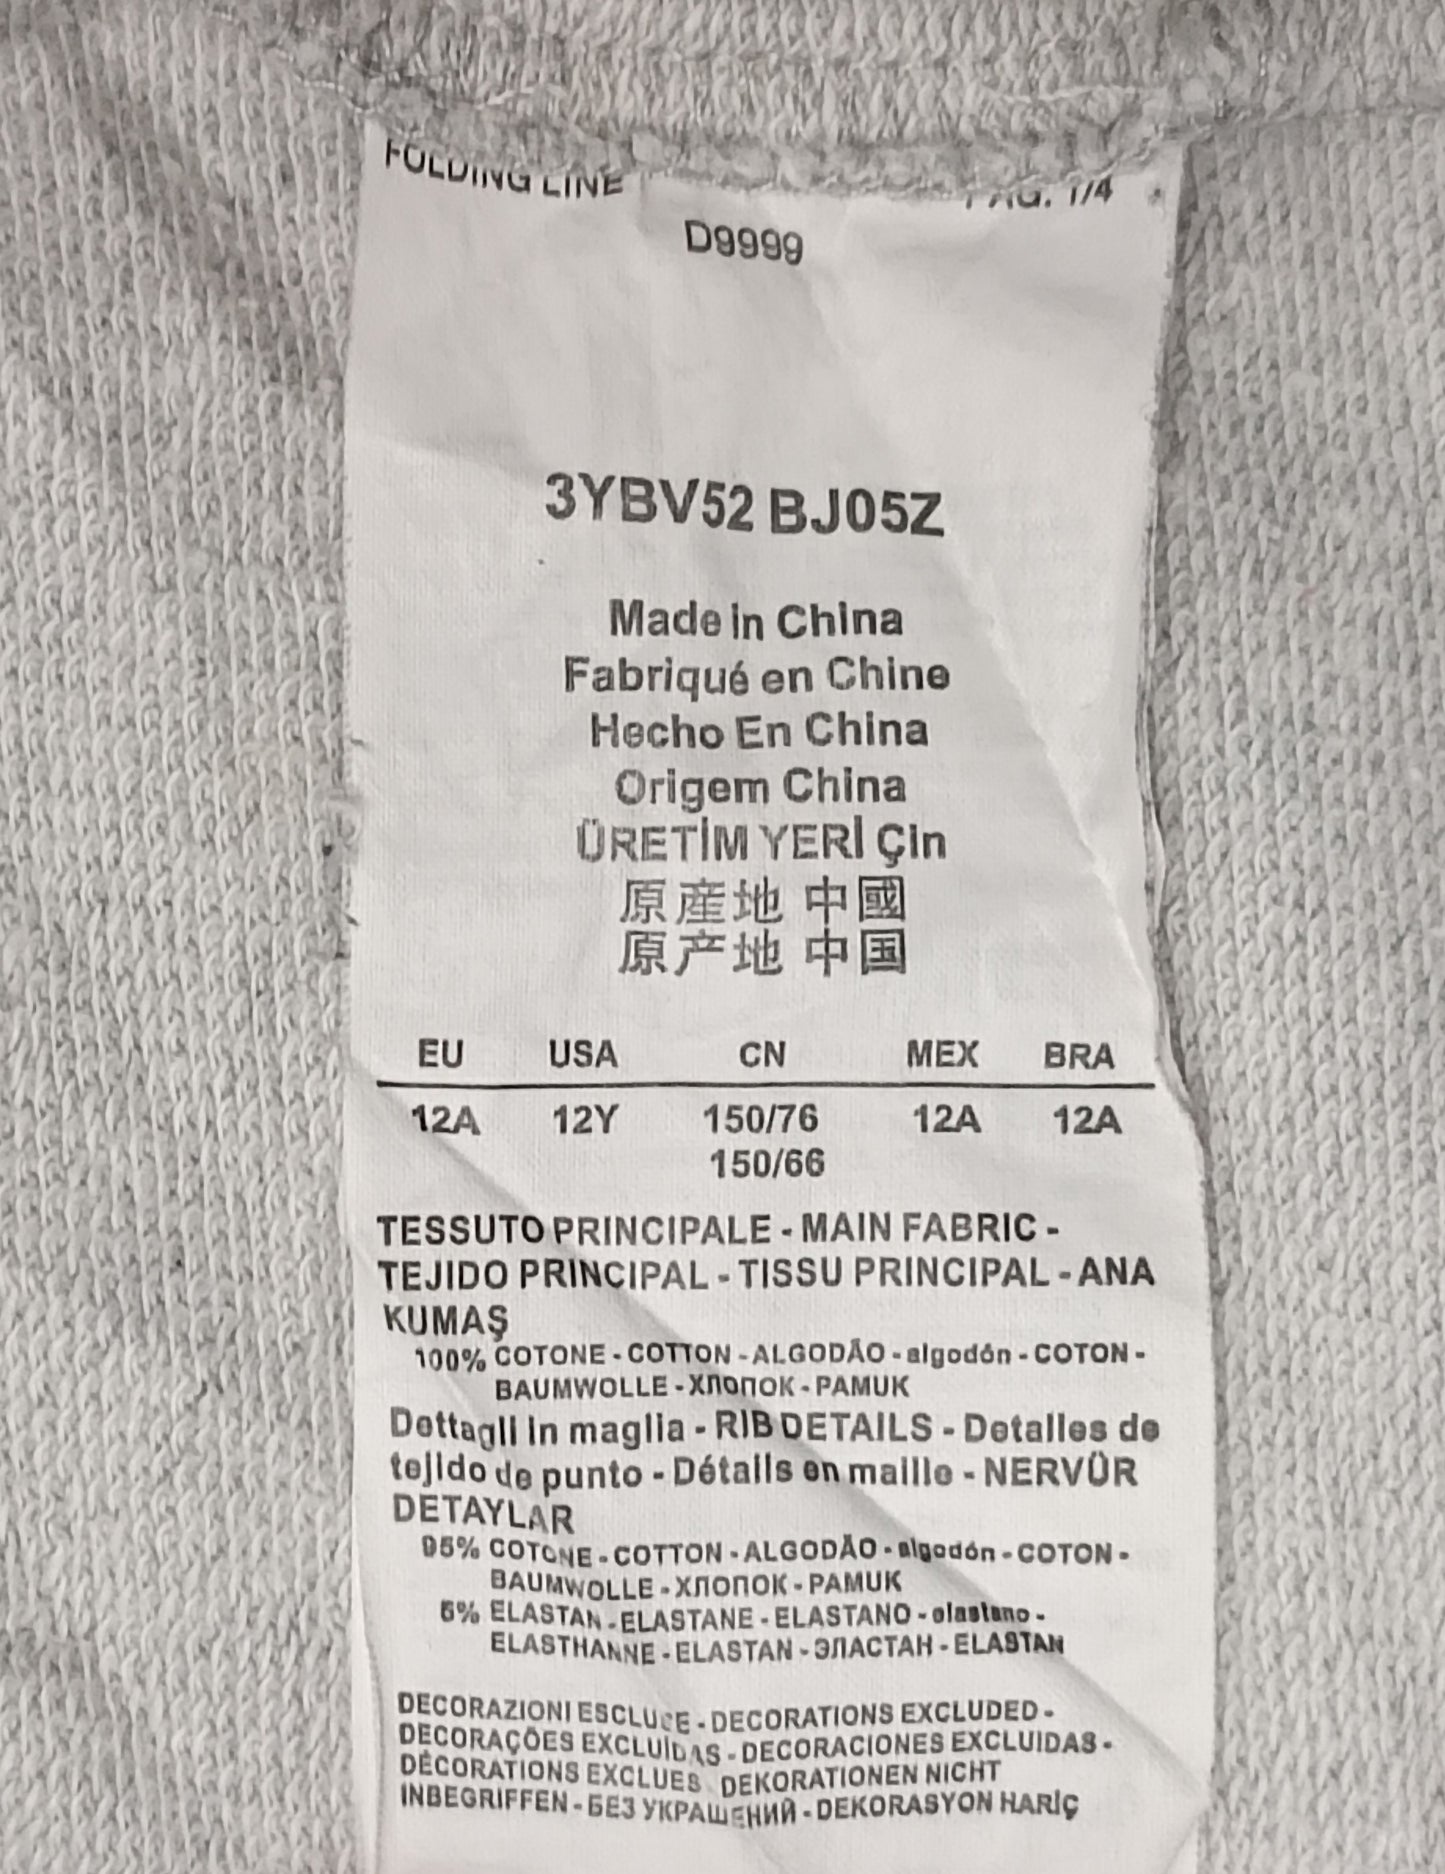 FOLDING LINE PAG. 1/4
D9999
3YBV52 BJ05Z
Made in China
Fabriqué en Chine
Hecho En China
Origem China
ÜRETİM YERİ Çin
原産地 中國
原产地 中国
EU USA CN MEX BRA
12A 12Y 150/76 12A 12A
150/66
TESSUTO PRINCIPALE - MAIN FABRIC -
TEJIDO PRINCIPAL - TISSU PRINCIPAL - ANA
KUMAŞ
100% COTONE - COTTON - ALGODÃO - algodón - COTON -
BAUMWOLLE - ХЛОПОК - PAMUK
Dettagli in maglia - RIB DETAILS - Detalles de
tejido de punto - Détails en maille - NERVÜR
DETAYLAR
95% COTONE - COTTON - ALGODÃO - algodón - COTON -
BAUMWOLLE - ХЛОПОК - PAMUK
5% ELASTAN - ELASTANE - ELASTANO - elastano -
ELASTHANNE - ELASTAN - ЭЛАСТАН - ELASTAN
DECORAZIONI ESCLUSE - DECORATIONS EXCLUDED -
DECORAÇÕES EXCLUÍDAS - DECORACIONES EXCLUIDAS -
DÉCORATIONS EXCLUES DEKORATIONEN NICHT
INBEGRIFFEN - БЕЗ УКРАШЕНИЙ - DEKORASYON HARİÇ